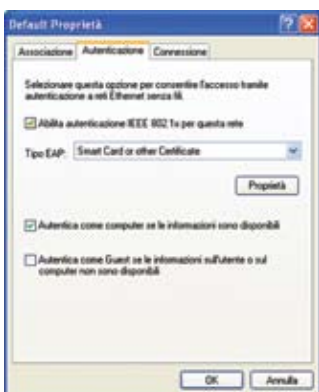 Default Proprietà
Associazione Autenticazione Connessione
Selezionare questa opzione per consentire l'accesso tramite
autenticazione a reti Ethernet senza fili.
Abilita autenticazione IEEE 802.1x per questa rete
Tipo EAP: Smart Card or other Certificate
Proprietà
Autentica come computer se le informazioni sono disponibili
Autentica come Guest se le informazioni sull'utente o sul
computer non sono disponibili
OK Annulla